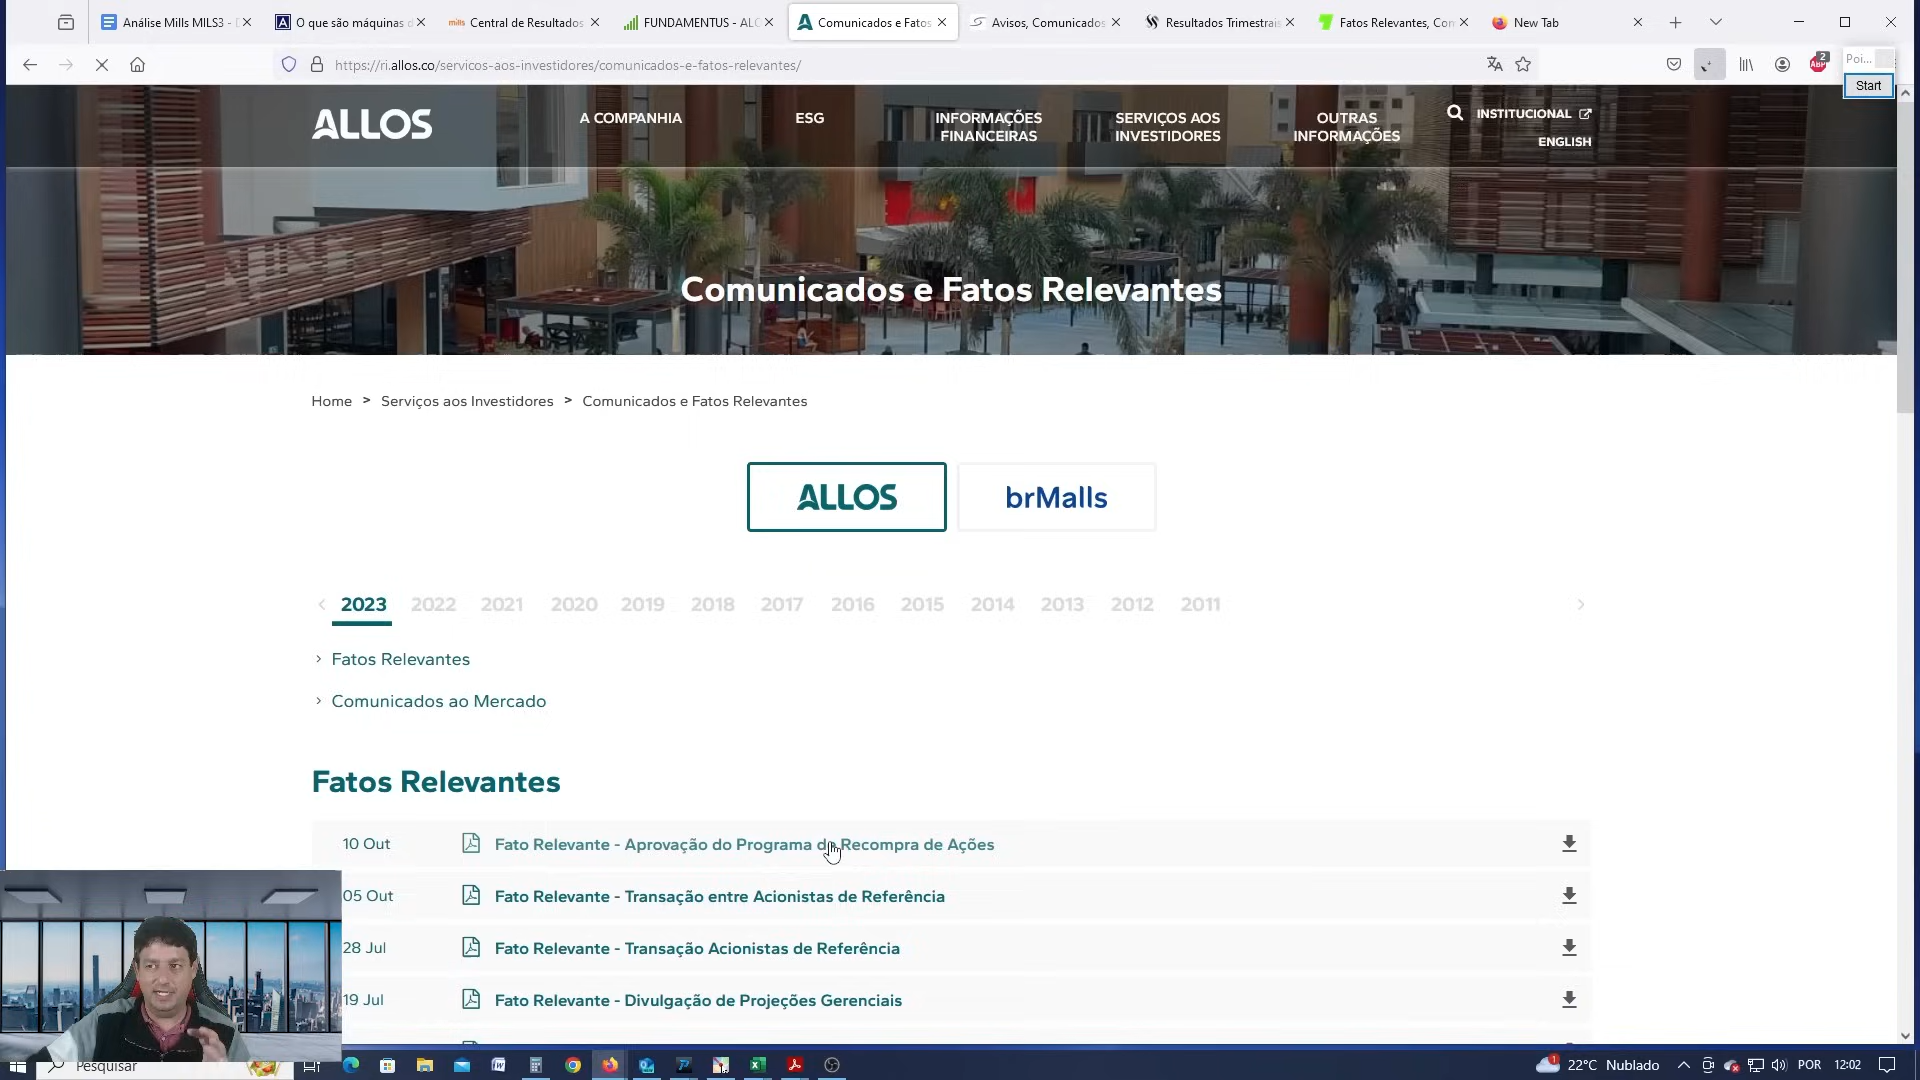 Análise Mills MILS3 -
O que são máquinas
mills Central de Resultados
FUNDAMENTUS -
Comunicados e Fatos
Avisos, Comunicados
Resultados Trimestrais
Fatos Relevantes,
New Tab
https://ri.allos.co/servicos-aos-investidores/comunicados-e-fatos-relevantes/
ABP
2
Poi...
Start
ALLOS
A COMPANHIA
ESG
INFORMAÇÕES
FINANCEIRAS
SERVIÇOS AOS
INVESTIDORES
OUTRAS
INFORMAÇÕES
INSTITUCIONAL
ENGLISH
Comunicados e Fatos Relevantes
Home > Serviços aos Investidores > Comunicados e Fatos Relevantes
ALLOS
brMalls
2023 2022 2021 2020 2019 2018 2017 2016 2015 2014 2013 2012 2011
Fatos Relevantes
Comunicados ao Mercado
Fatos Relevantes
10 Out Fato Relevante - Aprovação do Programa de Recompra de Ações
05 Out Fato Relevante - Transação entre Acionistas de Referência
28 Jul Fato Relevante - Transação Acionistas de Referência
19 Jul Fato Relevante - Divulgação de Projeções Gerenciais
Pesquisar
1
22°C Nublado
POR
12:02